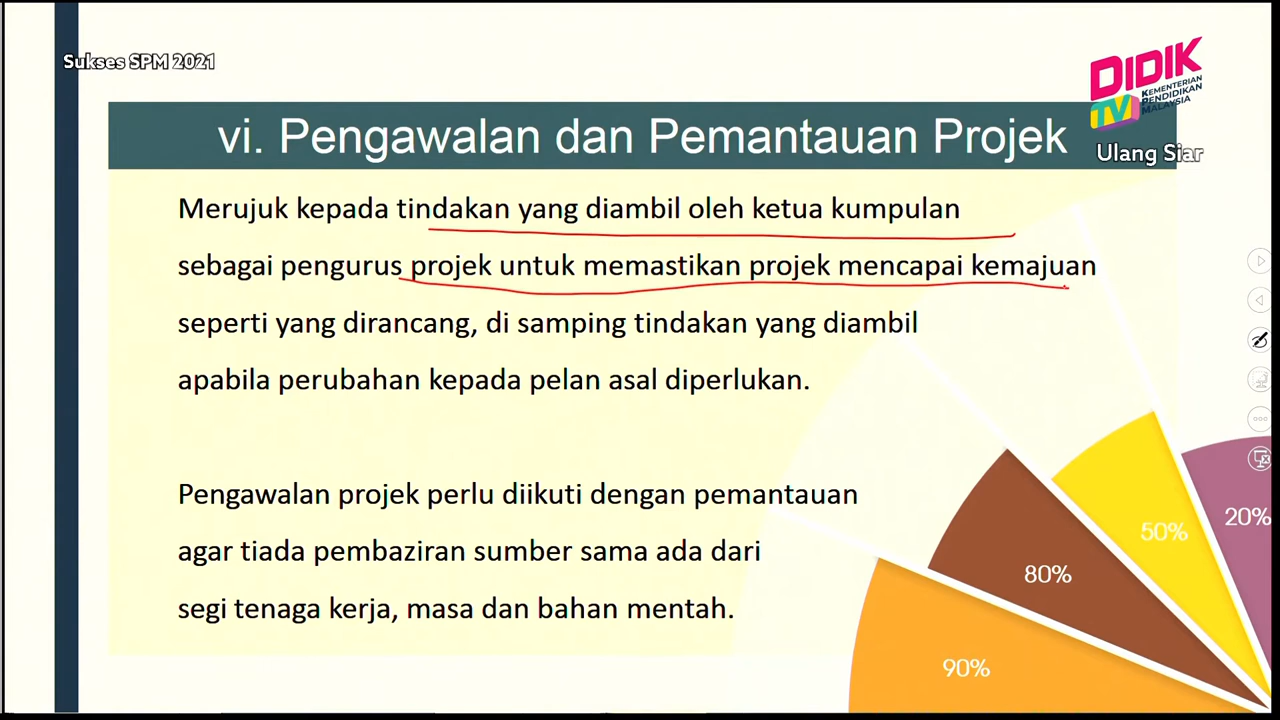 Sukses SPM 2021
DIDIK
TV
KEMENTERIAN
PENDIDIKAN
MALAYSIA
Ulang Siar
vi. Pengawalan dan Pemantauan Projek
Merujuk kepada tindakan yang diambil oleh ketua kumpulan
sebagai pengurus projek untuk memastikan projek mencapai kemajuan
seperti yang dirancang, di samping tindakan yang diambil
apabila perubahan kepada pelan asal diperlukan.
Pengawalan projek perlu diikuti dengan pemantauan
agar tiada pembaziran sumber sama ada dari
segi tenaga kerja, masa dan bahan mentah.
20%
50%
80%
90%